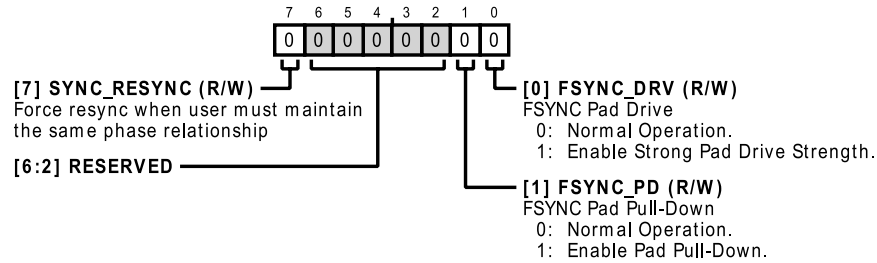 7 6 5 4 3 2 1 0
0 0 0 0 0 0 0 0
[7] SYNC_RESYNC (R/W)
Force resync when user must maintain
the same phase relationship
[6:2] RESERVED
[0] FSYNC_DRV (R/W)
FSYNC Pad Drive
0: Normal Operation.
1: Enable Strong Pad Drive Strength.
[1] FSYNC_PD (R/W)
FSYNC Pad Pull-Down
0: Normal Operation.
1: Enable Pad Pull-Down.